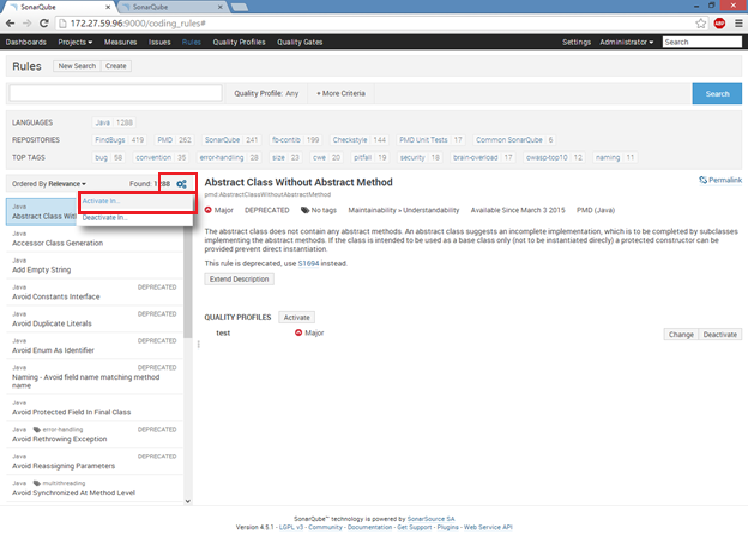 SonarQube
SonarQube
172.27.59.96:9000/coding_rules#
ABP
Dashboards Projects Measures Issues Rules Quality Profiles Quality Gates Settings Administrator Search
Rules New Search Create
Quality Profile: Any + More Criteria Search
LANGUAGES Java 1288
REPOSITORIES FindBugs 419 PMD 262 SonarQube 241 fb-contrib 199 Checkstyle 144 PMD Unit Tests 17 Common SonarQube 6
TOP TAGS bug 58 convention 35 error-handling 28 size 23 cwe 20 pitfall 19 security 18 brain-overload 17 owasp-top10 12 naming 11
Ordered By Relevance Found: 1288
Activate In...
Deactivate In...
Java
Abstract Class With
Java
Accessor Class Generation
Java
Add Empty String
Java DEPRECATED
Avoid Constants Interface
Java DEPRECATED
Avoid Duplicate Literals
Java DEPRECATED
Avoid Enum As Identifier
Java DEPRECATED
Naming - Avoid field name matching method
name
Java
Avoid Protected Field In Final Class
Java error-handling DEPRECATED
Avoid Rethrowing Exception
Java DEPRECATED
Avoid Reassigning Parameters
Java multithreading
Avoid Synchronized At Method Level
Abstract Class Without Abstract Method Permalink
pmd:AbstractClassWithoutAbstractMethod
Major DEPRECATED No tags Maintainability > Understandability Available Since March 3 2015 PMD (Java)
The abstract class does not contain any abstract methods. An abstract class suggests an incomplete implementation, which is to be completed by subclasses
implementing the abstract methods. If the class is intended to be used as a base class only (not to be instantiated direcly) a protected constructor can be
provided prevent direct instantiation.
This rule is deprecated, use S1694 instead.
Extend Description
QUALITY PROFILES Activate
test Major Change Deactivate
SonarQube™ technology is powered by SonarSource SA.
Version 4.5.1 - LGPL v3 - Community - Documentation - Get Support - Plugins - Web Service API